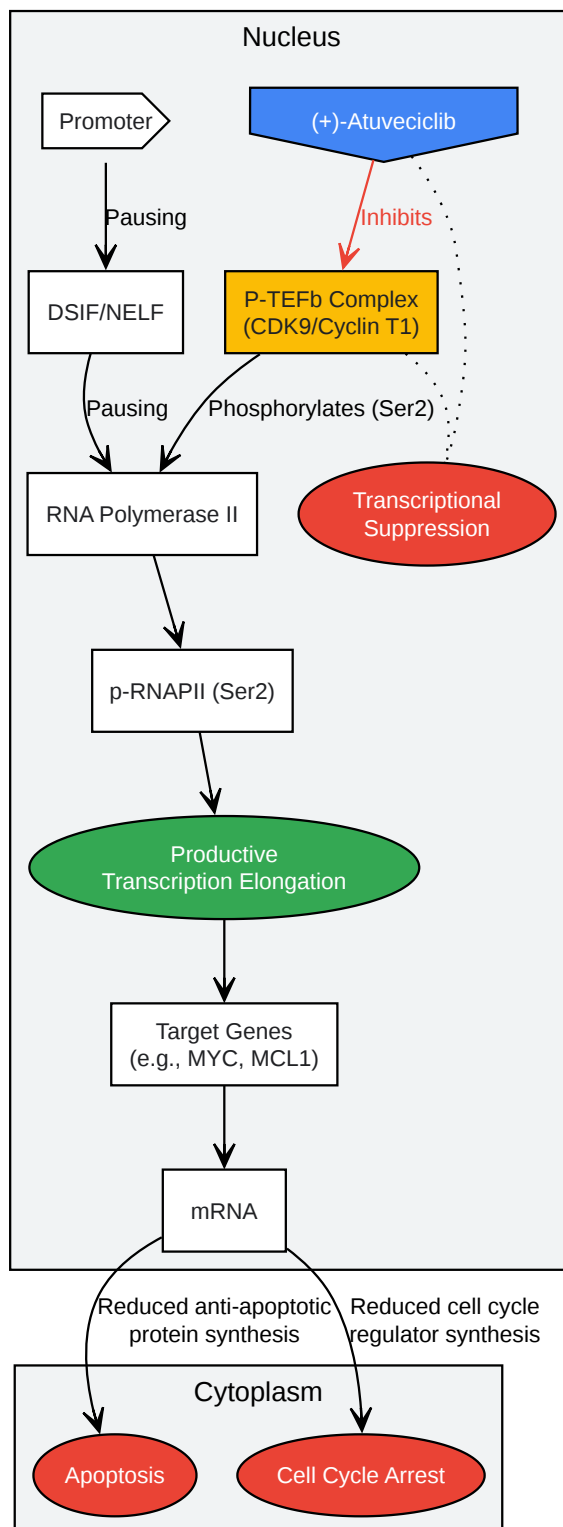 Nucleus
Promoter
(+)-Atuveciclib
Pausing
Inhibits
DSIF/NELF
P-TEFb Complex
(CDK9/Cyclin T1)
Pausing
Phosphorylates (Ser2)
RNA Polymerase II
Transcriptional
Suppression
p-RNAPII (Ser2)
Productive
Transcription Elongation
Target Genes
(e.g., MYC, MCL1)
mRNA
Reduced anti-apoptotic
protein synthesis
Reduced cell cycle
regulator synthesis
Cytoplasm
Apoptosis
Cell Cycle Arrest